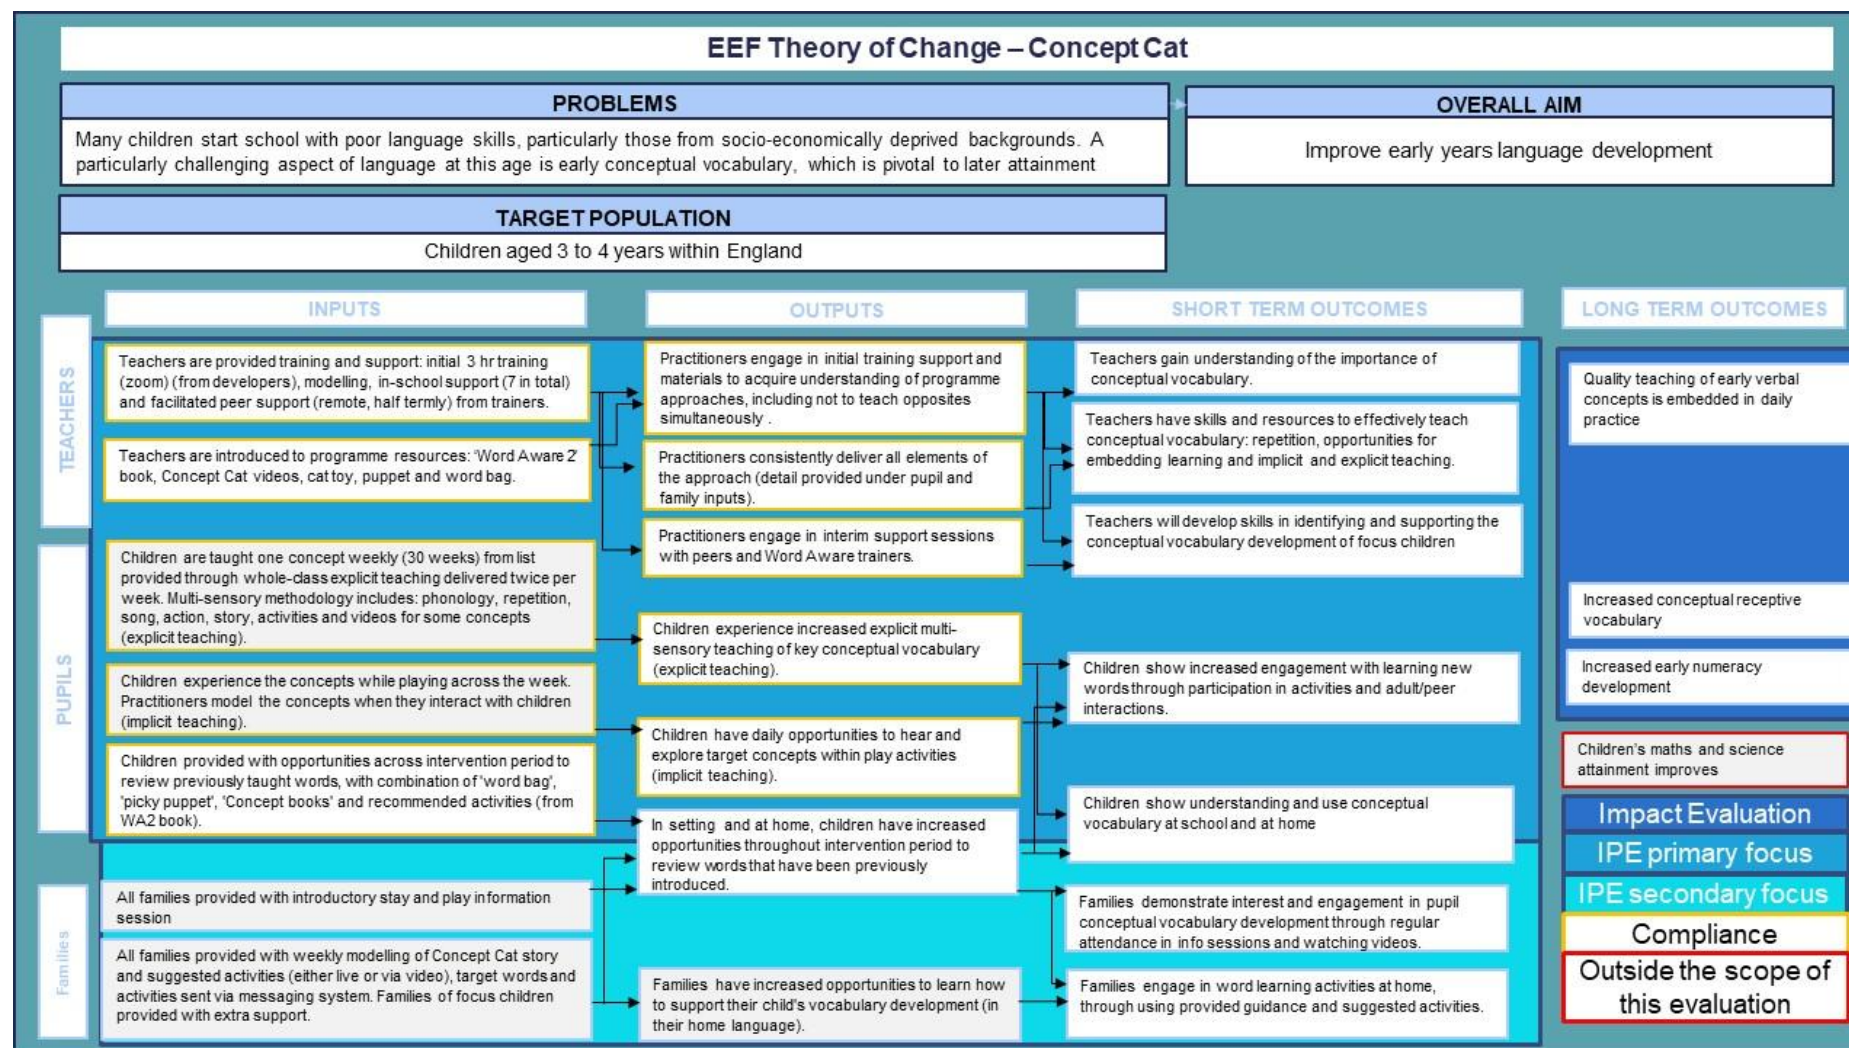 EEF Theory of Change – Concept Cat
PROBLEMS
Many children start school with poor language skills, particularly those from socio-economically deprived backgrounds. A
particularly challenging aspect of language at this age is early conceptual vocabulary, which is pivotal to later attainment
OVERALL AIM
Improve early years language development
TARGET POPULATION
Children aged 3 to 4 years within England
INPUTS
OUTPUTS
SHORT TERM OUTCOMES
LONG TERM OUTCOMES
TEACHERS
Teachers are provided training and support: initial 3 hr training
(zoom) (from developers), modelling, in-school support (7 in total)
and facilitated peer support (remote, half termly) from trainers.
Teachers are introduced to programme resources: 'Word Aware 2'
book, Concept Cat videos, cat toy, puppet and word bag.
Practitioners engage in initial training support and
materials to acquire understanding of programme
approaches, including not to teach opposites
simultaneously .
Practitioners consistently deliver all elements of
the approach (detail provided under pupil and
family inputs).
Practitioners engage in interim support sessions
with peers and Word Aware trainers.
Teachers gain understanding of the importance of
conceptual vocabulary.
Teachers have skills and resources to effectively teach
conceptual vocabulary: repetition, opportunities for
embedding learning and implicit and explicit teaching.
Teachers will develop skills in identifying and supporting the
conceptual vocabulary development of focus children
Quality teaching of early verbal
concepts is embedded in daily
practice
PUPILS
Children are taught one concept weekly (30 weeks) from list
provided through whole-class explicit teaching delivered twice per
week. Multi-sensory methodology includes: phonology, repetition,
song, action, story, activities and videos for some concepts
(explicit teaching).
Children experience the concepts while playing across the week.
Practitioners model the concepts when they interact with children
(implicit teaching).
Children provided with opportunities across intervention period to
review previously taught words, with combination of 'word bag',
'picky puppet', 'Concept books' and recommended activities (from
WA2 book).
Children experience increased explicit multi-
sensory teaching of key conceptual vocabulary
(explicit teaching).
Children have daily opportunities to hear and
explore target concepts within play activities
(implicit teaching).
In setting and at home, children have increased
opportunities throughout intervention period to
review words that have been previously
introduced.
Children show increased engagement with learning new
words through participation in activities and adult/peer
interactions.
Children show understanding and use conceptual
vocabulary at school and at home
Increased conceptual receptive
vocabulary
Increased early numeracy
development
Children's maths and science
attainment improves
Families
All families provided with introductory stay and play information
session
All families provided with weekly modelling of Concept Cat story
and suggested activities (either live or via video), target words and
activities sent via messaging system. Families of focus children
provided with extra support.
Families have increased opportunities to learn how
to support their child's vocabulary development (in
their home language).
Families demonstrate interest and engagement in pupil
conceptual vocabulary development through regular
attendance in info sessions and watching videos.
Families engage in word learning activities at home,
through using provided guidance and suggested activities.
Impact Evaluation
IPE primary focus
IPE secondary focus
Compliance
Outside the scope of
this evaluation